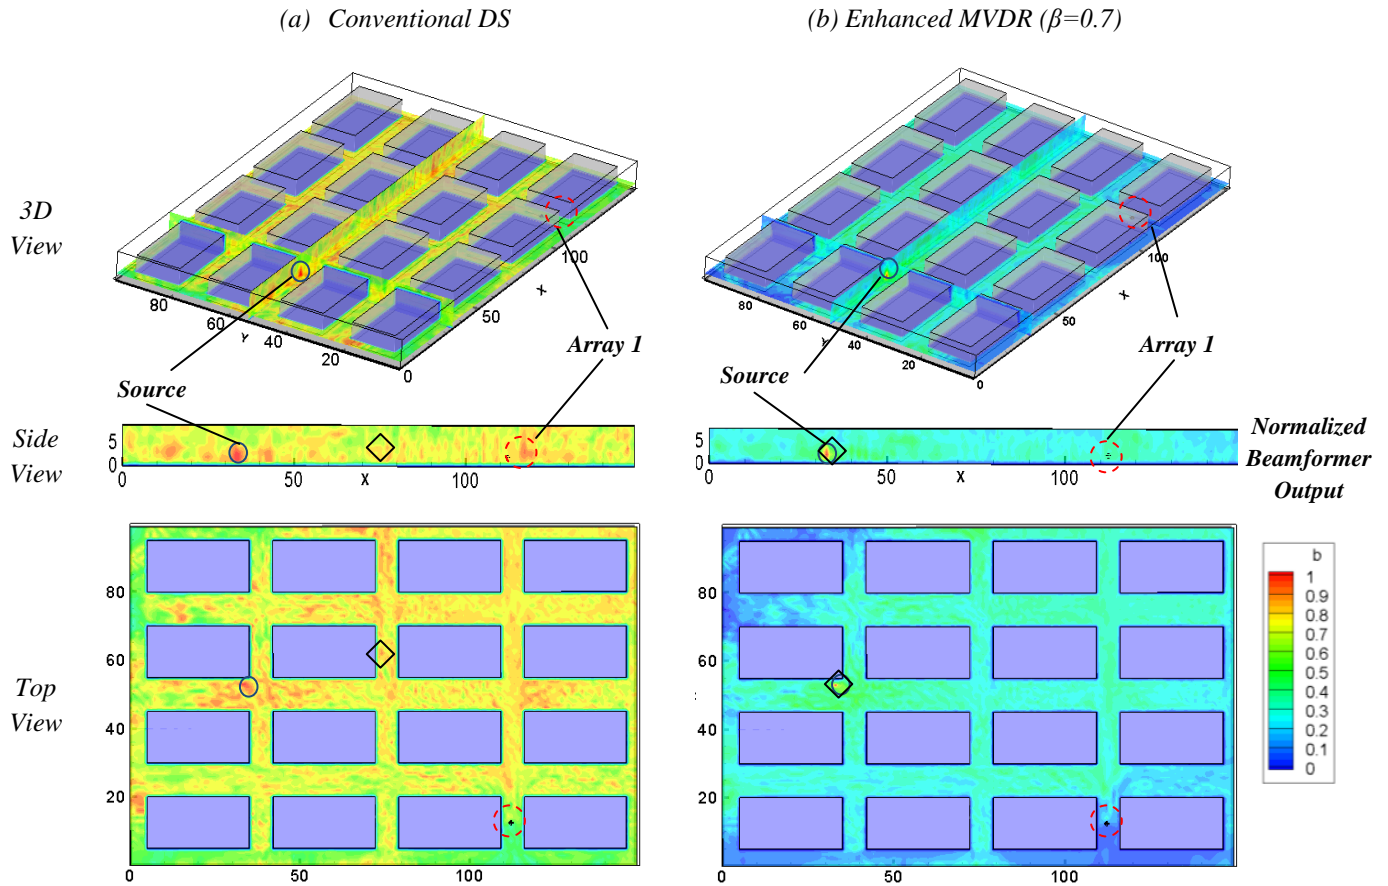 (a) Conventional DS
(b) Enhanced MVDR (β=0.7)
3D
View
80
60
Y
40
20
0
50
X
100
80
60
Y
40
20
0
50
X
100
Source
Array 1
Source
Array 1
Side
View
5
0
0
50
X
100
5
0
0
50
X
100
Normalized
Beamformer
Output
Top
View
80
60
40
20
0
50
100
80
60
40
20
0
50
100
b
1
0.9
0.8
0.7
0.6
0.5
0.4
0.3
0.2
0.1
0